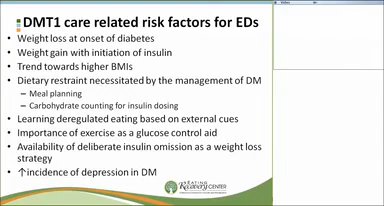 DMT1 care related risk factors for EDs
• Weight loss at onset of diabetes
• Weight gain with initiation of insulin
• Trend towards higher BMIs
• Dietary restraint necessitated by the management of DM
– Meal planning
– Carbohydrate counting for insulin dosing
• Learning deregulated eating based on external cues
• Importance of exercise as a glucose control aid
• Availability of deliberate insulin omission as a weight loss
strategy
• ↑incidence of depression in DM
EATING
RECOVERY CENTER